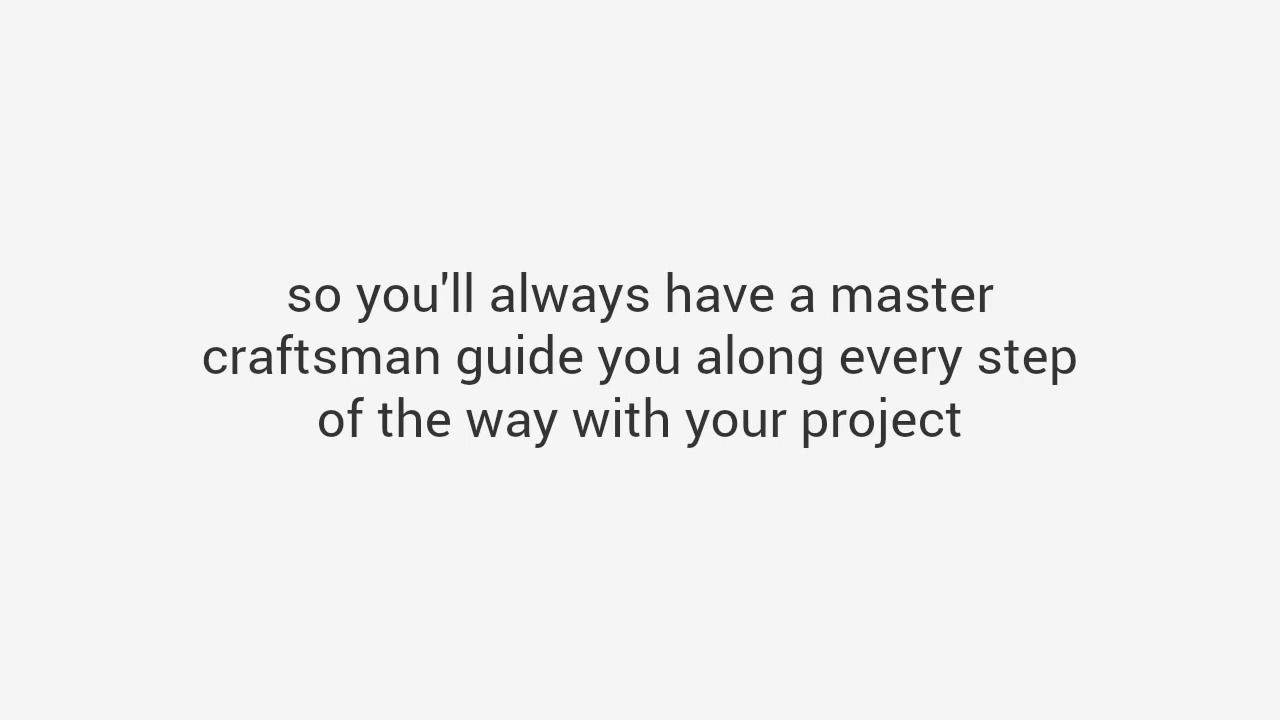 so you'll always have a master
craftsman guide you along every step
of the way with your project